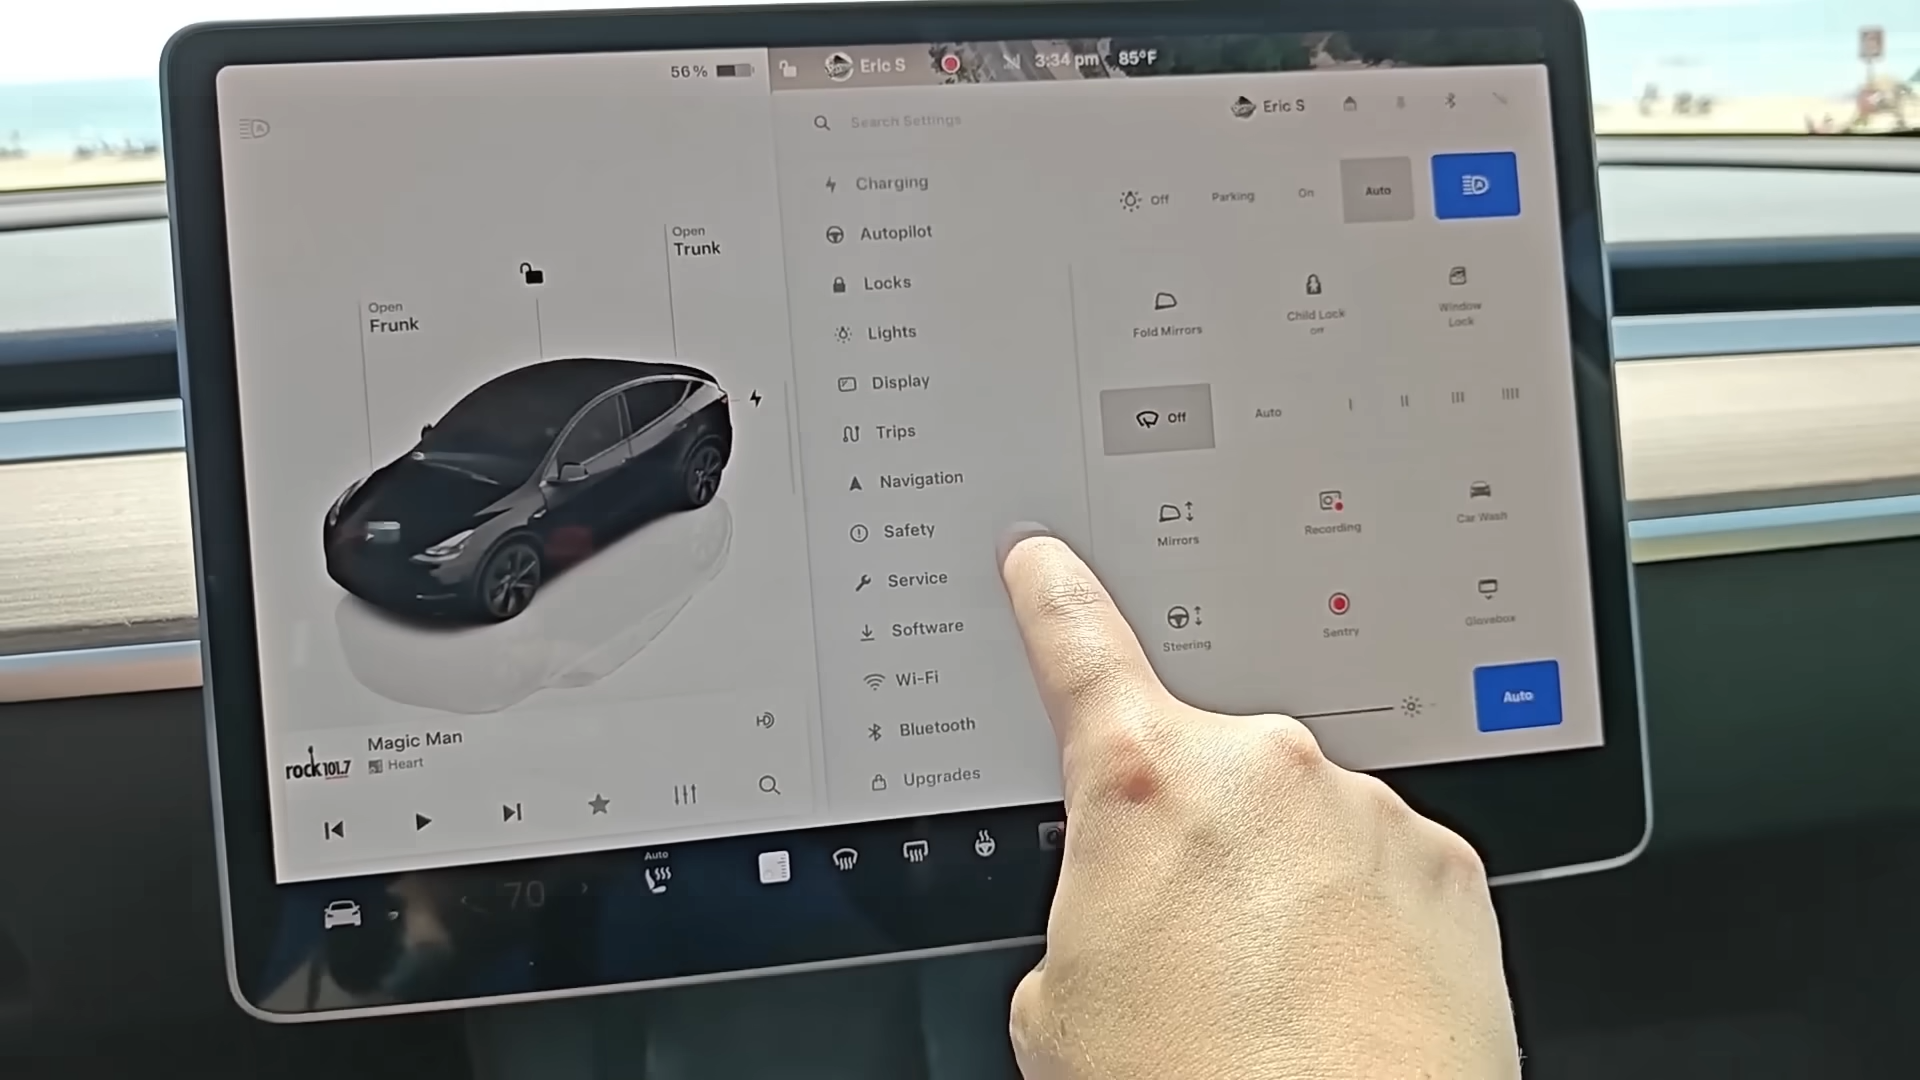 56%
Eric S
3:34 pm
85°F
Open
Trunk
Open
Frunk
rock101.7
Magic Man
Heart
Search Settings
Charging
Autopilot
Locks
Lights
Display
Trips
Navigation
Safety
Service
Software
Wi-Fi
Bluetooth
Upgrades
Eric S
Off
Parking
On
Auto
Fold Mirrors
Child Lock
Off
Window
Lock
Off
Auto
Mirrors
Recording
Car Wash
Steering
Sentry
Glovebox
Auto
70
Auto